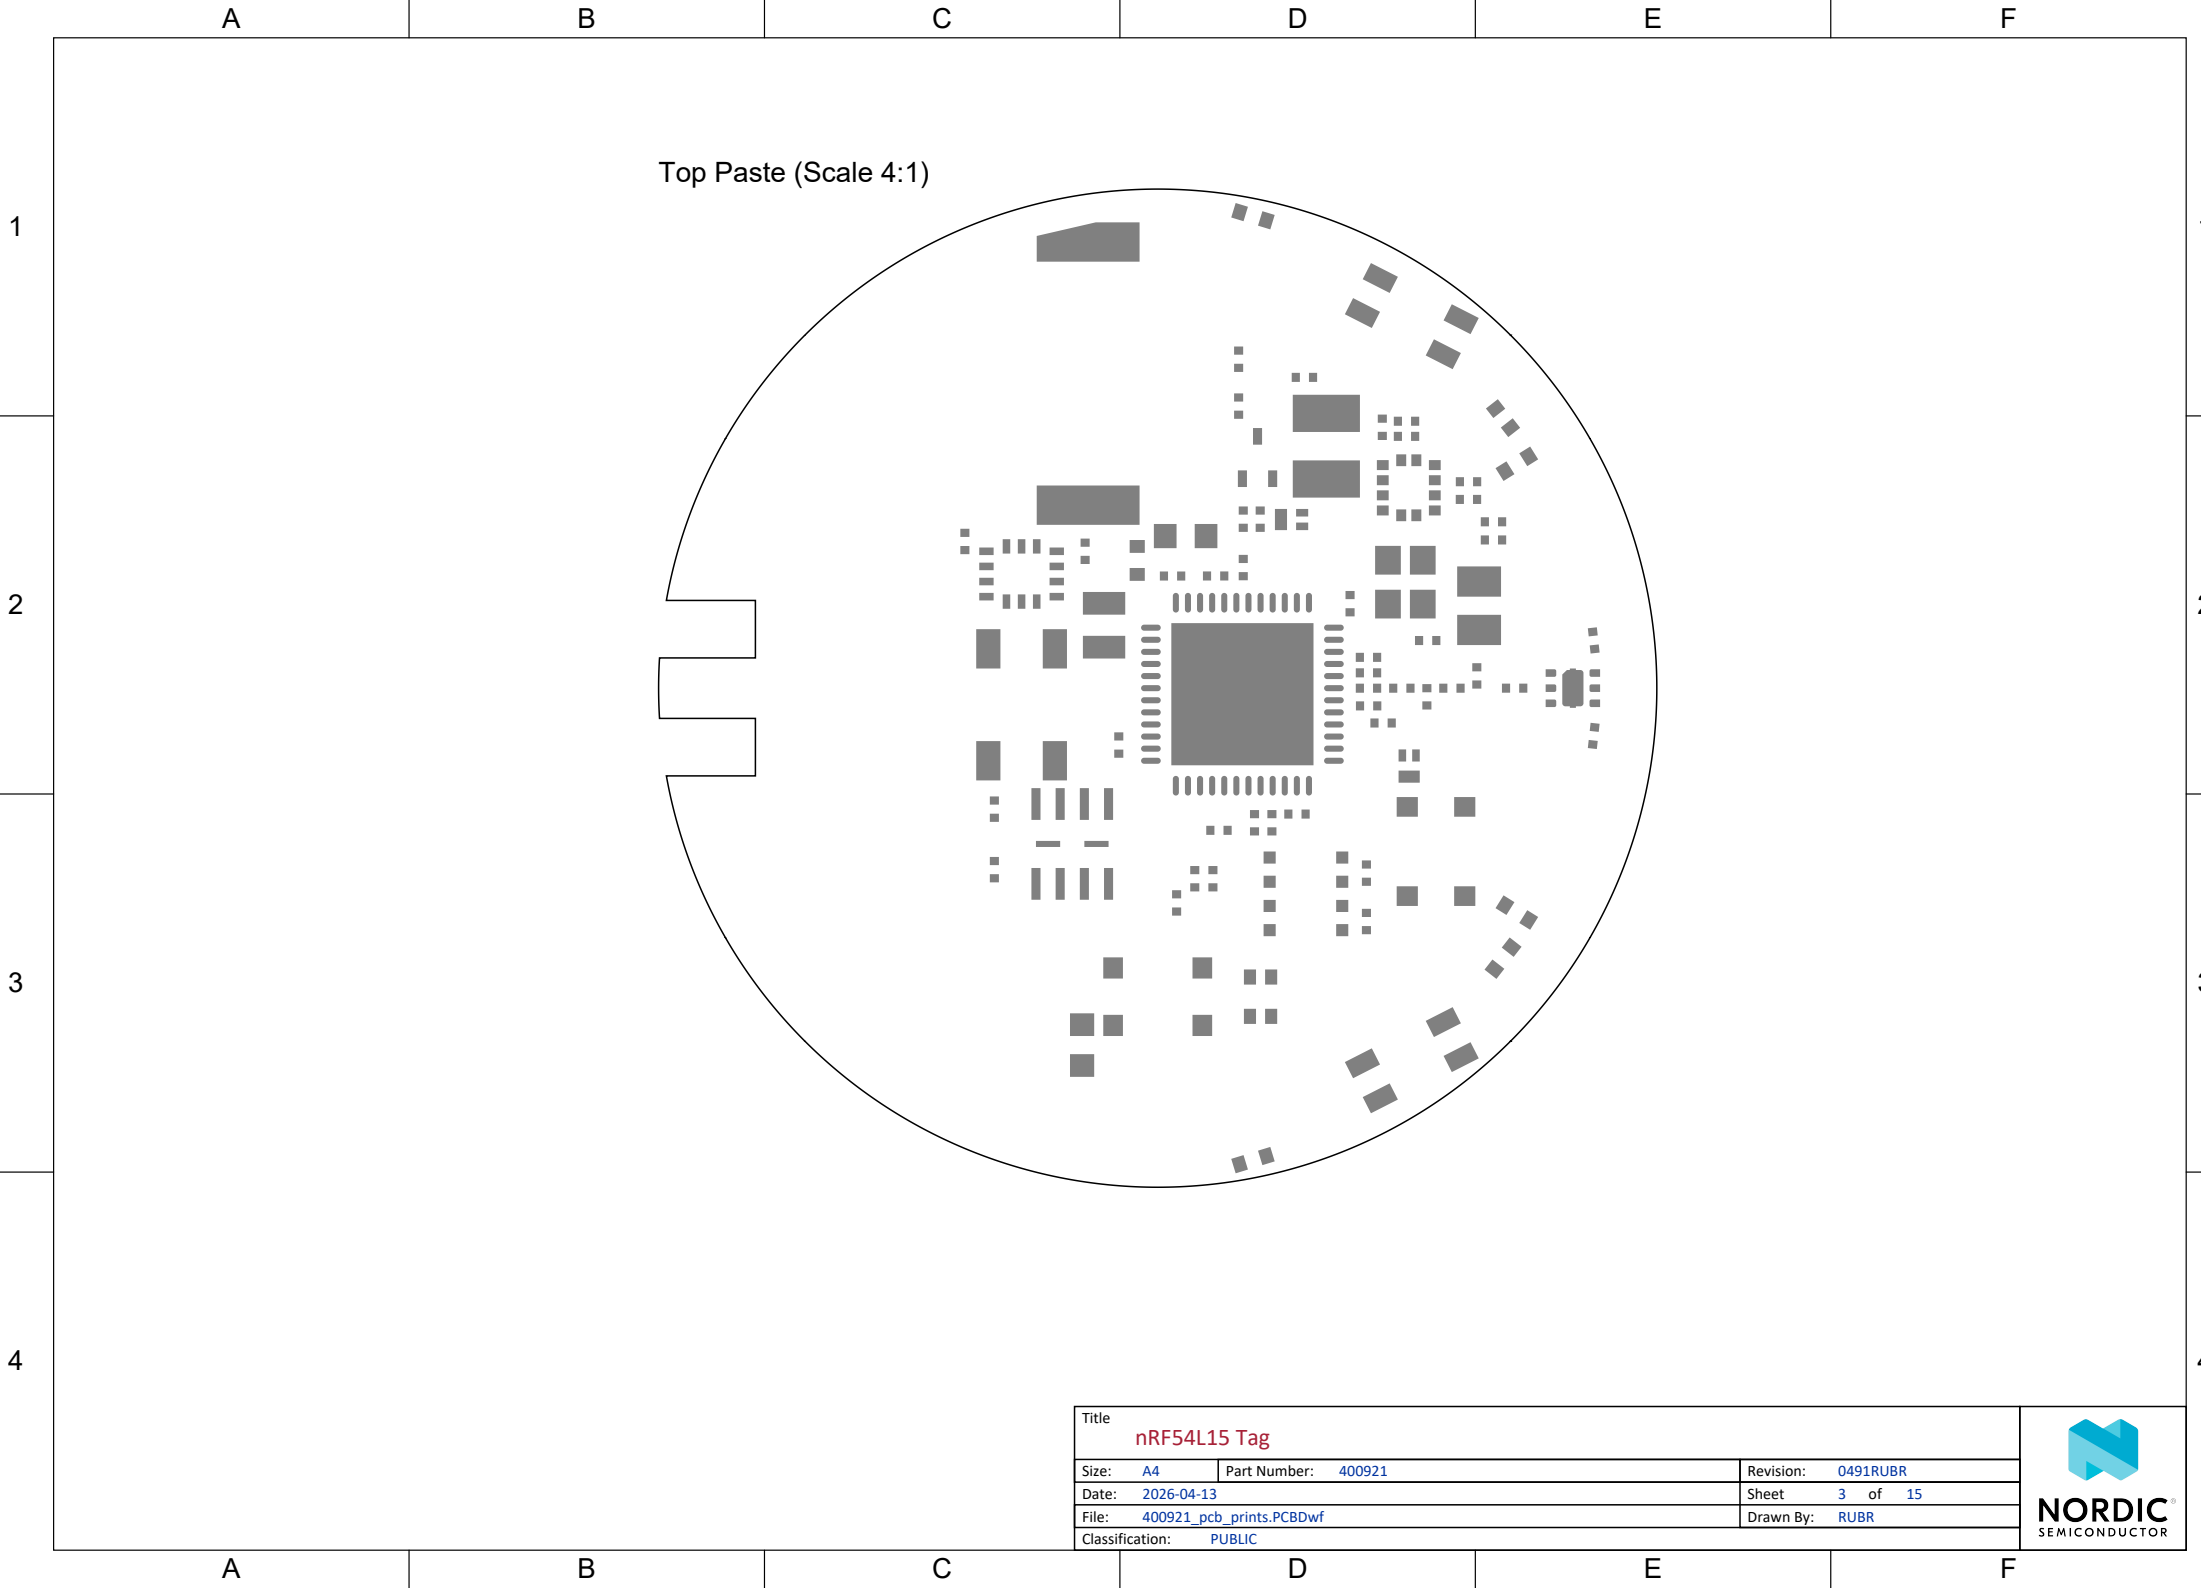 A B C D E F
Top Paste (Scale 4:1)
1
2
3
4
Title
nRF54L15 Tag
Size: A4 Part Number: 400921 Revision: 0491RUBR
Date: 2026-04-13 Sheet 3 of 15
File: 400921_pcb_prints.PCBDwf Drawn By: RUBR
Classification: PUBLIC
NORDIC®
SEMICONDUCTOR
A B C D E F